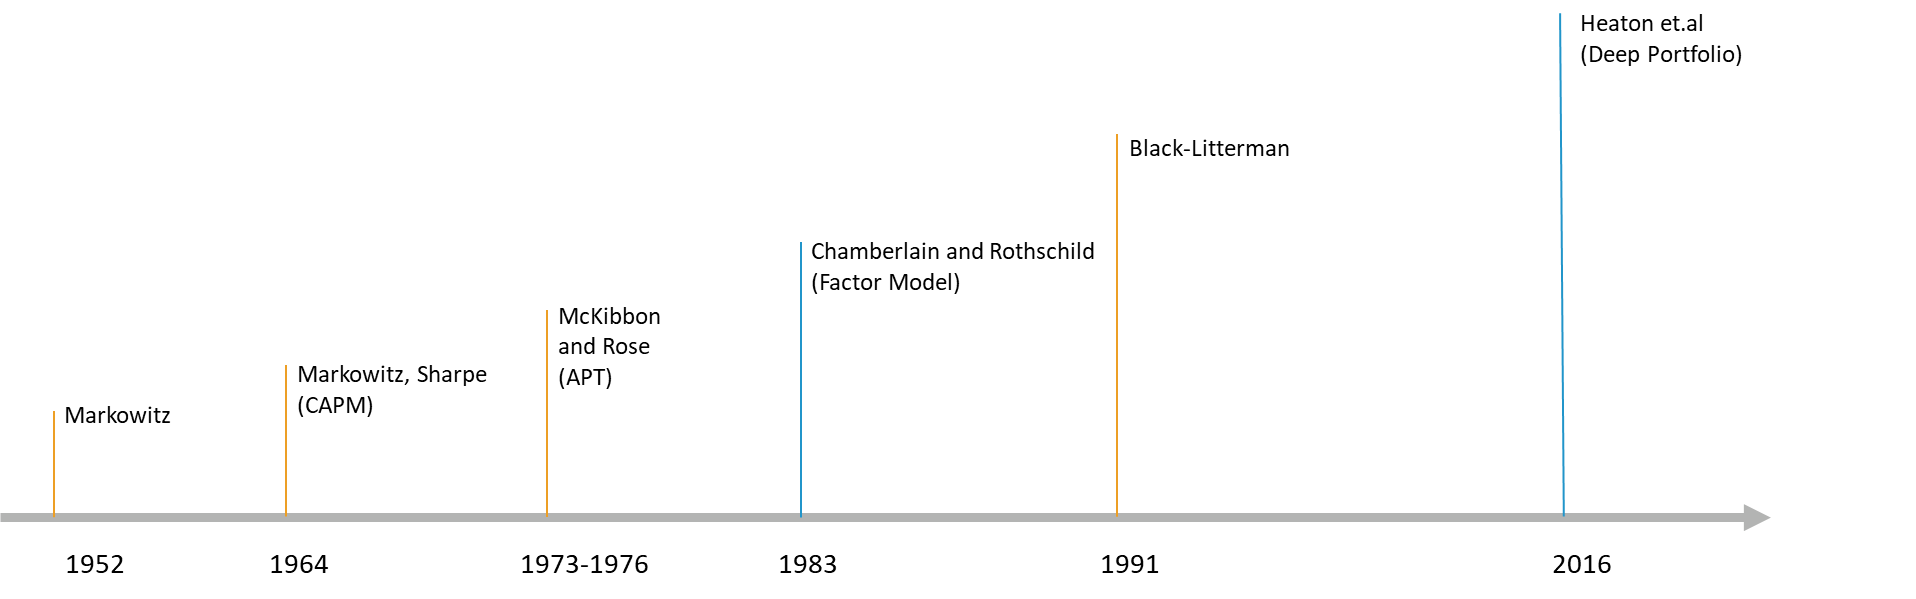 Heaton et.al
(Deep Portfolio)
Black-Litterman
Chamberlain and Rothschild
(Factor Model)
McKibbon
and Rose
(APT)
Markowitz, Sharpe
(CAPM)
Markowitz
1952
1964
1973-1976
1983
1991
2016